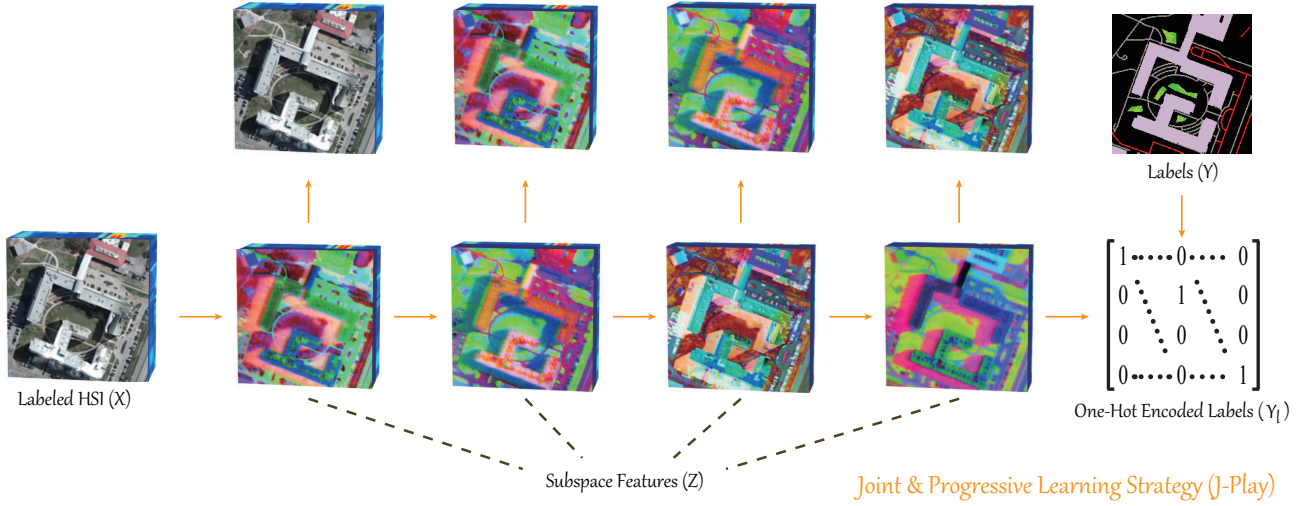 Labels (Y)
1 0 0
0 1 0
0 0 0
0 0 1
Labeled HSI (X)
One-Hot Encoded Labels (Yl)
Subspace Features (Z)
Joint & Progressive Learning Strategy (J-Play)